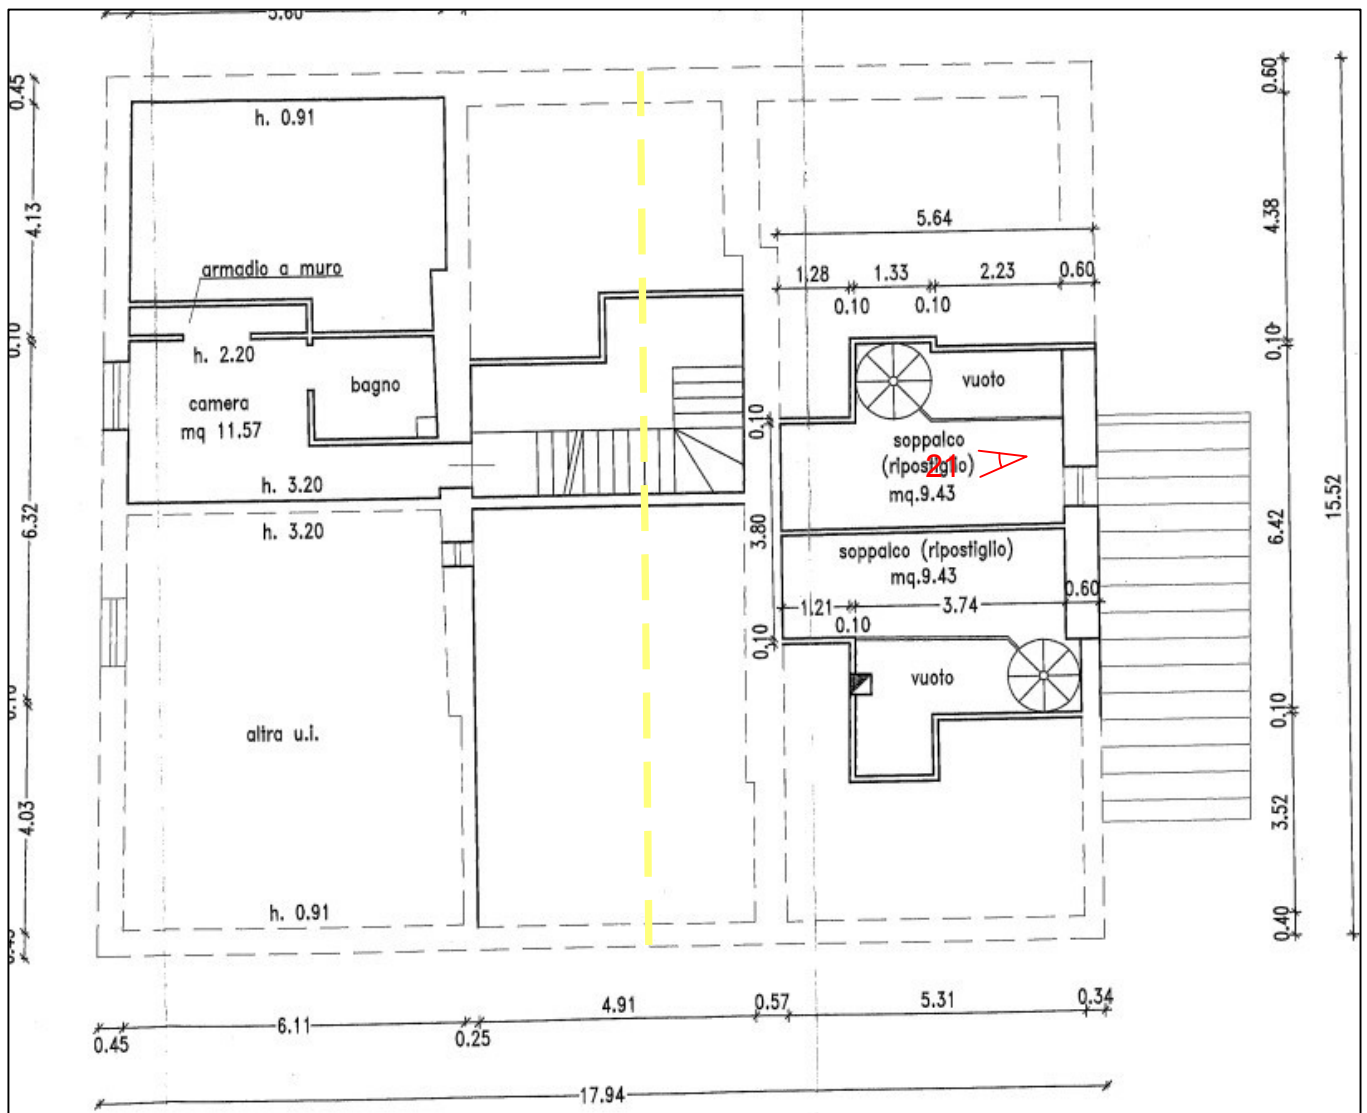 5.60
0.45
h. 0.91
0.60
4.13
4.38
5.64
armadio a muro
1.28
1.33
2.23
0.60
0.10
0.10
0.10
0.10
h. 2.20
bagno
vuoto
camera
mq 11.57
0.10
soppalco
(ripostiglio)
21
mq.9.43
h. 3.20
h. 3.20
6.32
3.80
6.42
15.52
soppalco (ripostiglio)
mq.9.43
1.21
3.74
0.60
0.10
0.10
vuoto
0.10
0.10
altra u.i.
4.03
3.52
h. 0.91
0.40
0.45
4.91
0.57
5.31
0.34
6.11
0.45
0.25
17.94